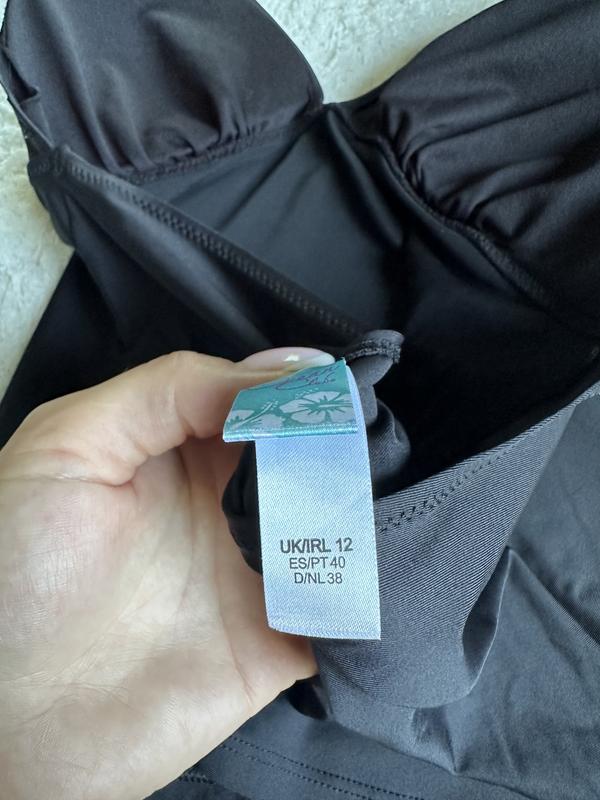 UK/IRL 12
ES/PT 40
D/NL 38